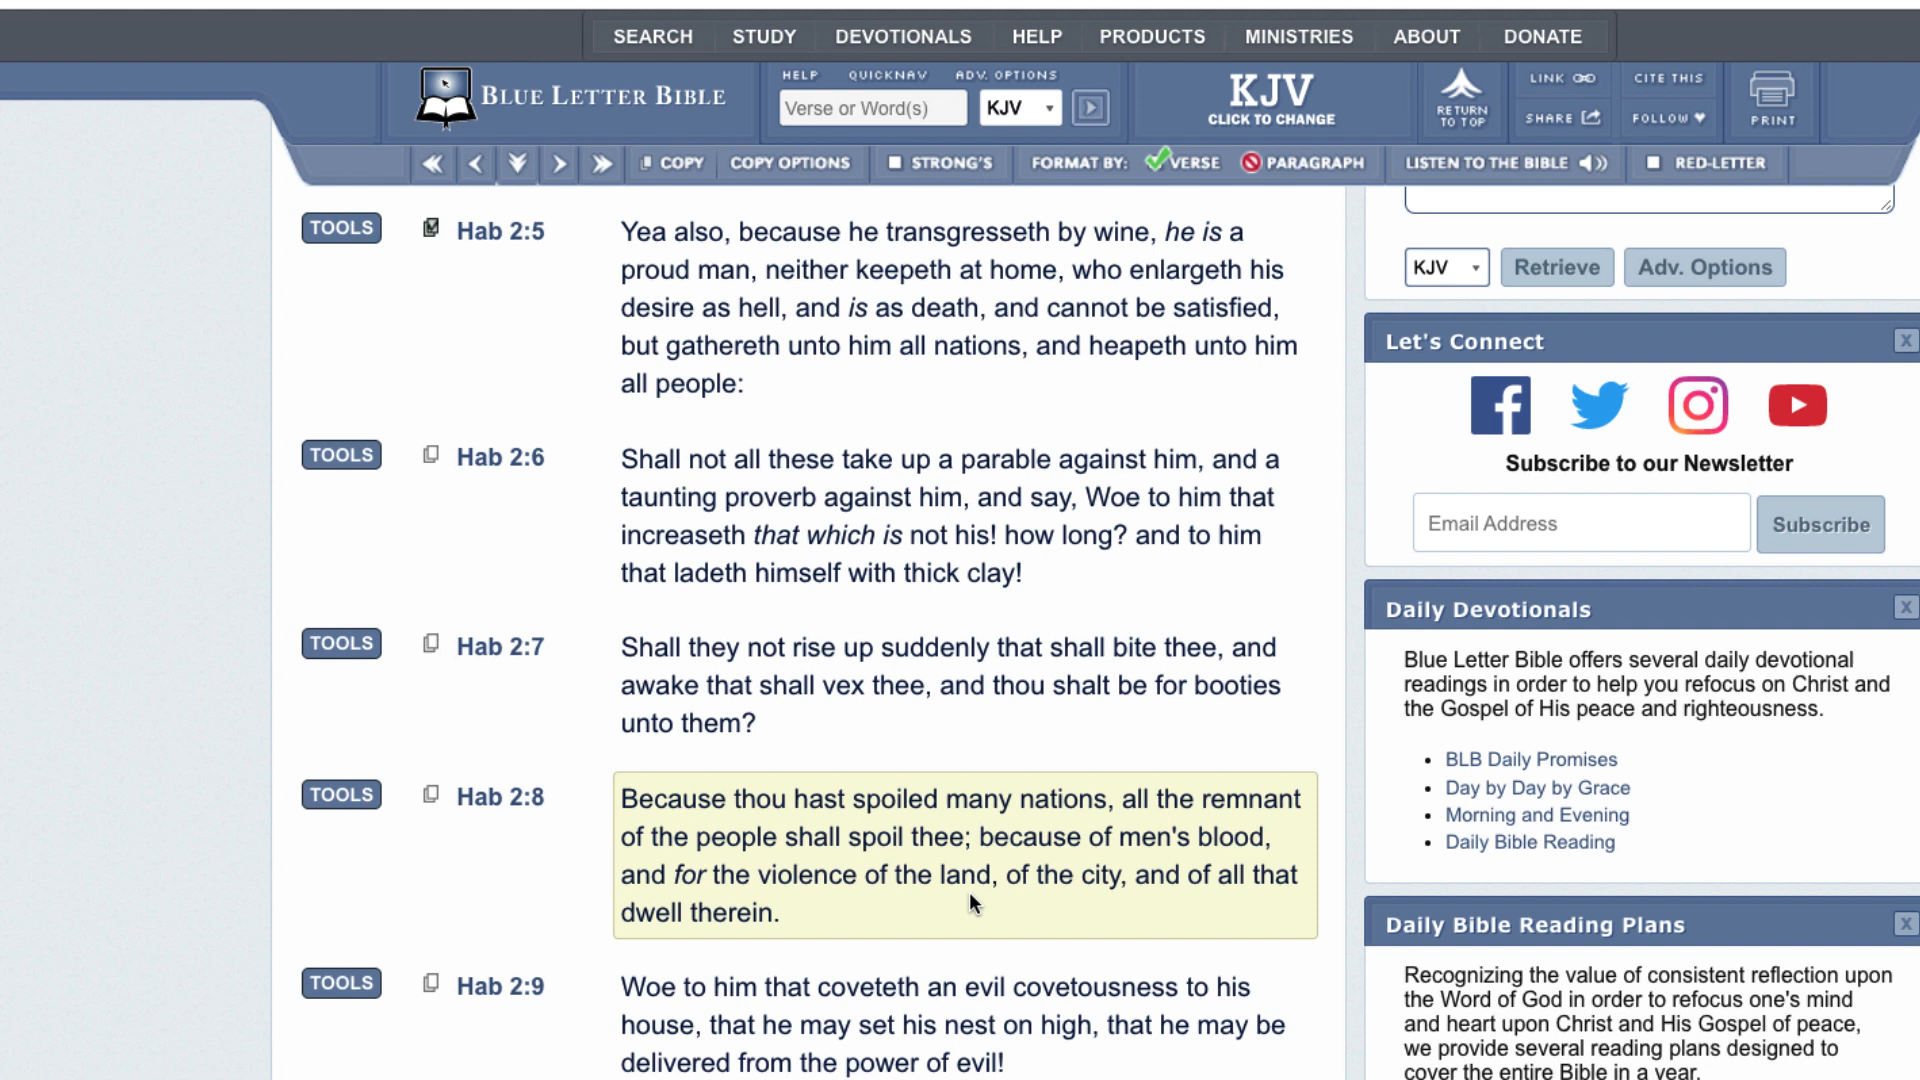 SEARCH STUDY DEVOTIONALS HELP PRODUCTS MINISTRIES ABOUT DONATE
BLUE LETTER BIBLE
HELP QUICKNAV ADV. OPTIONS
Verse or Word(s) KJV
KJV
CLICK TO CHANGE
RETURN
TO TOP
LINK
SHARE
CITE THIS
FOLLOW
PRINT
COPY COPY OPTIONS STRONG'S FORMAT BY: VERSE PARAGRAPH LISTEN TO THE BIBLE RED-LETTER
TOOLS Hab 2:5 Yea also, because he transgresseth by wine, he is a
proud man, neither keepeth at home, who enlargeth his
desire as hell, and is as death, and cannot be satisfied,
but gathereth unto him all nations, and heapeth unto him
all people:
TOOLS Hab 2:6 Shall not all these take up a parable against him, and a
taunting proverb against him, and say, Woe to him that
increaseth that which is not his! how long? and to him
that ladeth himself with thick clay!
TOOLS Hab 2:7 Shall they not rise up suddenly that shall bite thee, and
awake that shall vex thee, and thou shalt be for booties
unto them?
TOOLS Hab 2:8 Because thou hast spoiled many nations, all the remnant
of the people shall spoil thee; because of men's blood,
and for the violence of the land, of the city, and of all that
dwell therein.
TOOLS Hab 2:9 Woe to him that coveteth an evil covetousness to his
house, that he may set his nest on high, that he may be
delivered from the power of evil!
KJV Retrieve Adv. Options
Let's Connect X
Subscribe to our Newsletter
Email Address Subscribe
Daily Devotionals X
Blue Letter Bible offers several daily devotional
readings in order to help you refocus on Christ and
the Gospel of His peace and righteousness.
• BLB Daily Promises
• Day by Day by Grace
• Morning and Evening
• Daily Bible Reading
Daily Bible Reading Plans X
Recognizing the value of consistent reflection upon
the Word of God in order to refocus one's mind
and heart upon Christ and His Gospel of peace,
we provide several reading plans designed to
cover the entire Bible in a year.